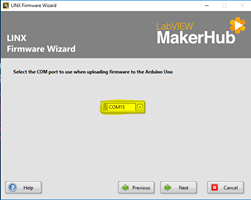 LINX Firmware Wizard
LabVIEW
MakerHub
LINX
Firmware Wizard
Select the COM port to use when uploading firmware to the Arduino Uno
COM15
Help
Previous
Next
Cancel